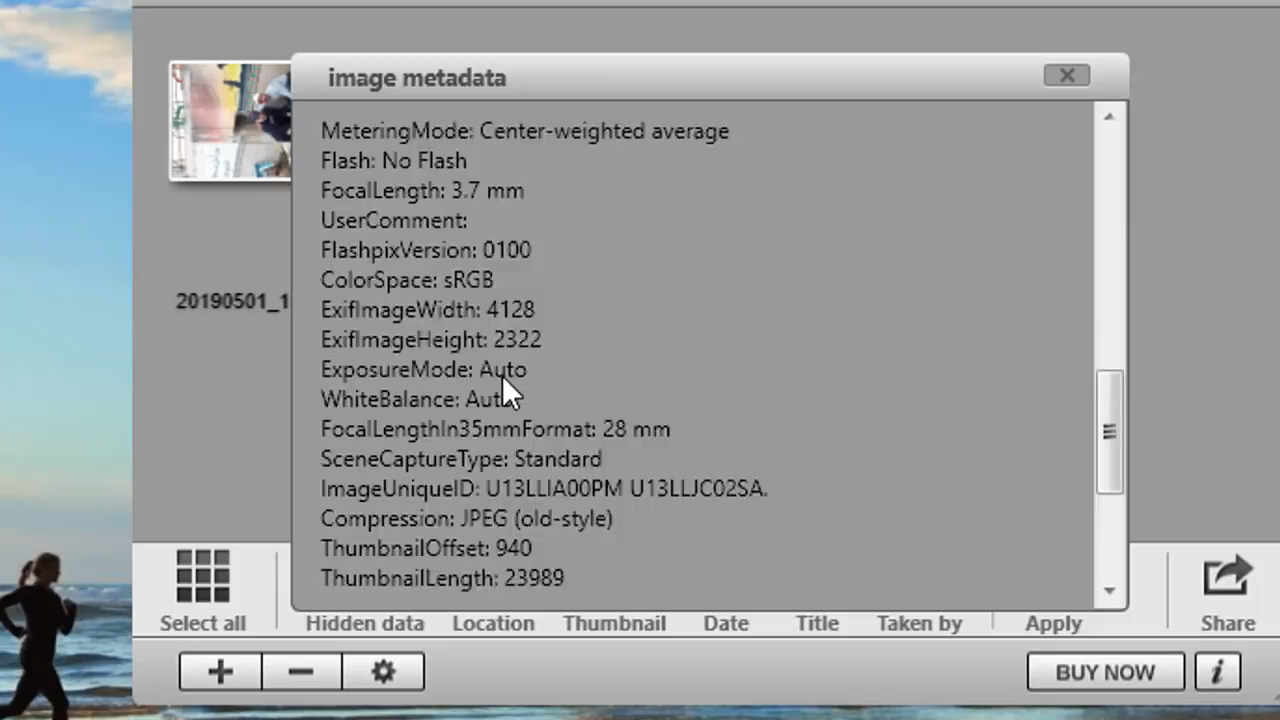 image metadata
MeteringMode: Center-weighted average
Flash: No Flash
FocalLength: 3.7 mm
UserComment:
FlashpixVersion: 0100
ColorSpace: sRGB
ExifImageWidth: 4128
ExifImageHeight: 2322
ExposureMode: Auto
WhiteBalance: Auto
FocalLengthIn35mmFormat: 28 mm
SceneCaptureType: Standard
ImageUniqueID: U13LLIA00PM U13LLJC02SA.
Compression: JPEG (old-style)
ThumbnailOffset: 940
ThumbnailLength: 23989
20190501_1
Select all
Hidden data
Location
Thumbnail
Date
Title
Taken by
Apply
Share
BUY NOW